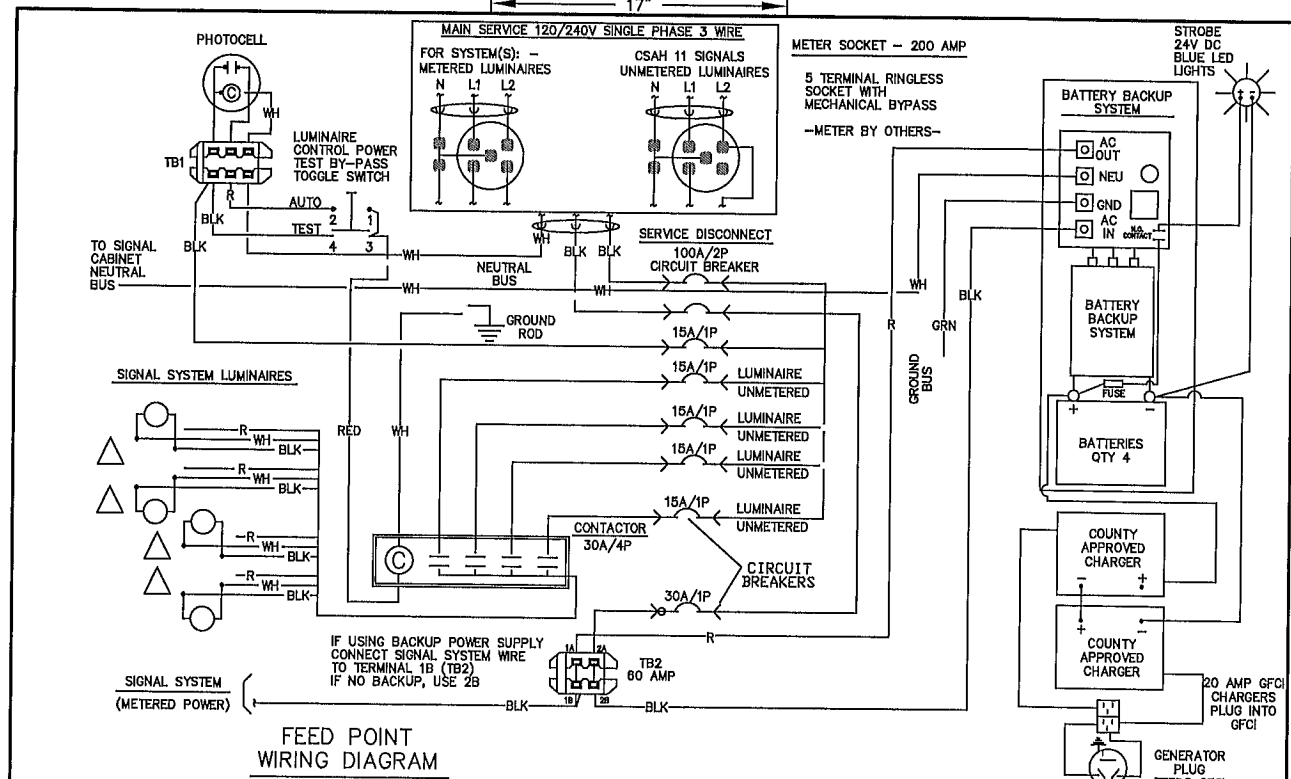 17"
MAIN SERVICE 120/240V SINGLE PHASE 3 WIRE
FOR SYSTEM(S): -
METERED LUMINAIRES
N L1 L2
CSAH 11 SIGNALS
UNMETERED LUMINAIRES
N L1 L2
METER SOCKET - 200 AMP
5 TERMINAL RINGLESS
SOCKET WITH
MECHANICAL BYPASS
-METER BY OTHERS-
STROBE
24V DC
BLUE LED
LIGHTS
PHOTOCELL
C
WH
TB1
LUMINAIRE
CONTROL POWER
TEST BY-PASS
TOGGLE SWITCH
R
BLK
AUTO
2 1
TEST
4 3
BLK
WH
TO SIGNAL
CABINET
NEUTRAL
BUS
WH
WH
NEUTRAL
BUS
WH
WH
BLK
BLK
SERVICE DISCONNECT
100A/2P
CIRCUIT BREAKER
GROUND
ROD
15A/1P
15A/1P
LUMINAIRE
UNMETERED
15A/1P
LUMINAIRE
UNMETERED
15A/1P
LUMINAIRE
UNMETERED
15A/1P
LUMINAIRE
UNMETERED
CIRCUIT
BREAKERS
30A/1P
WH
R
GRN
BLK
GROUND
BUS
BATTERY BACKUP
SYSTEM
AC
OUT
NEU
GND
AC
IN
N.O.
CONTACT
BATTERY
BACKUP
SYSTEM
FUSE
+ -
BATTERIES
QTY 4
COUNTY
APPROVED
CHARGER
- +
+ -
COUNTY
APPROVED
CHARGER
20 AMP GFCI
CHARGERS
PLUG INTO
GFCI
GENERATOR
PLUG
SIGNAL SYSTEM LUMINAIRES
R
WH
BLK
R
WH
BLK
R
WH
BLK
R
WH
BLK
RED
WH
C
CONTACTOR
30A/4P
IF USING BACKUP POWER SUPPLY
CONNECT SIGNAL SYSTEM WIRE
TO TERMINAL 1B (TB2)
IF NO BACKUP, USE 2B
1A 2A
1B 2B
TB2
60 AMP
R
SIGNAL SYSTEM
(METERED POWER)
BLK
BLK
FEED POINT
WIRING DIAGRAM